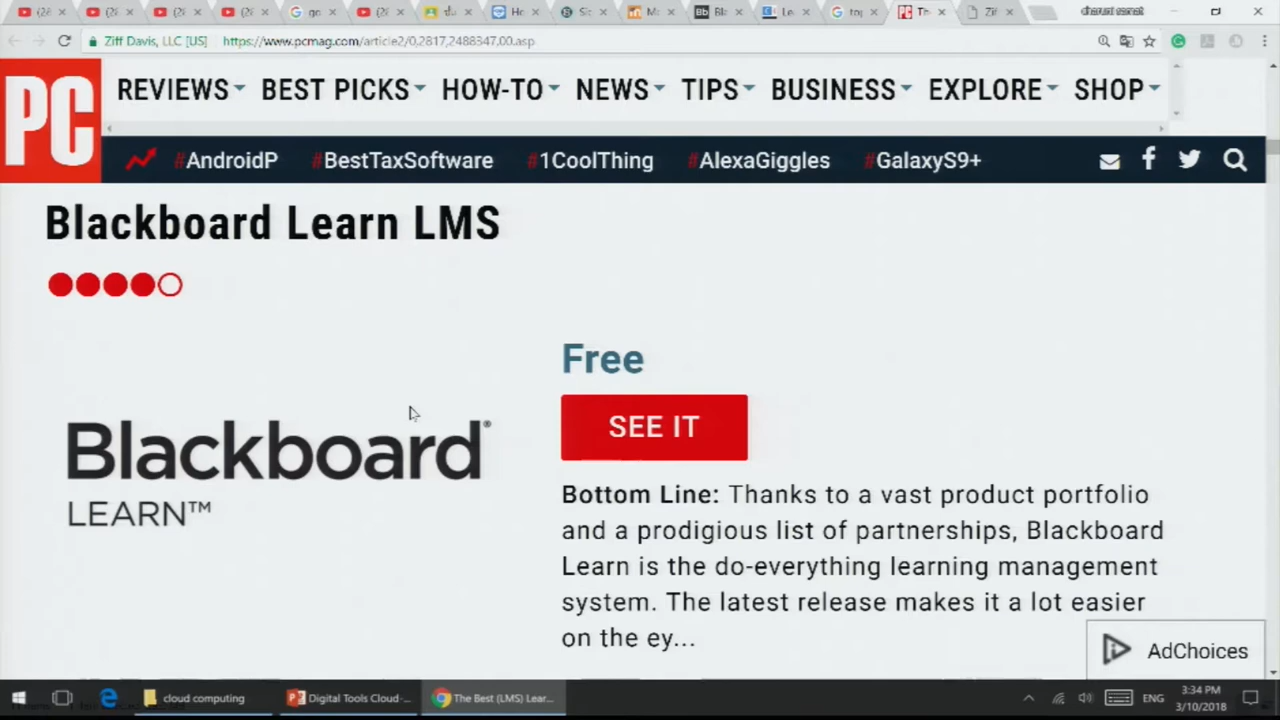 Ziff Davis, LLC [US]
https://www.pcmag.com/article2/0,2817,2488347,00.asp
PC
REVIEWS BEST PICKS HOW-TO NEWS TIPS BUSINESS EXPLORE SHOP
#AndroidP #BestTaxSoftware #1CoolThing #AlexaGiggles #GalaxyS9+
Blackboard Learn LMS
Free
SEE IT
Blackboard®
LEARN™
Bottom Line: Thanks to a vast product portfolio
and a prodigious list of partnerships, Blackboard
Learn is the do-everything learning management
system. The latest release makes it a lot easier
on the ey...
AdChoices
cloud computing
Digital Tools Cloud-...
The Best (LMS) Lear...
ENG
3:34 PM
3/10/2018